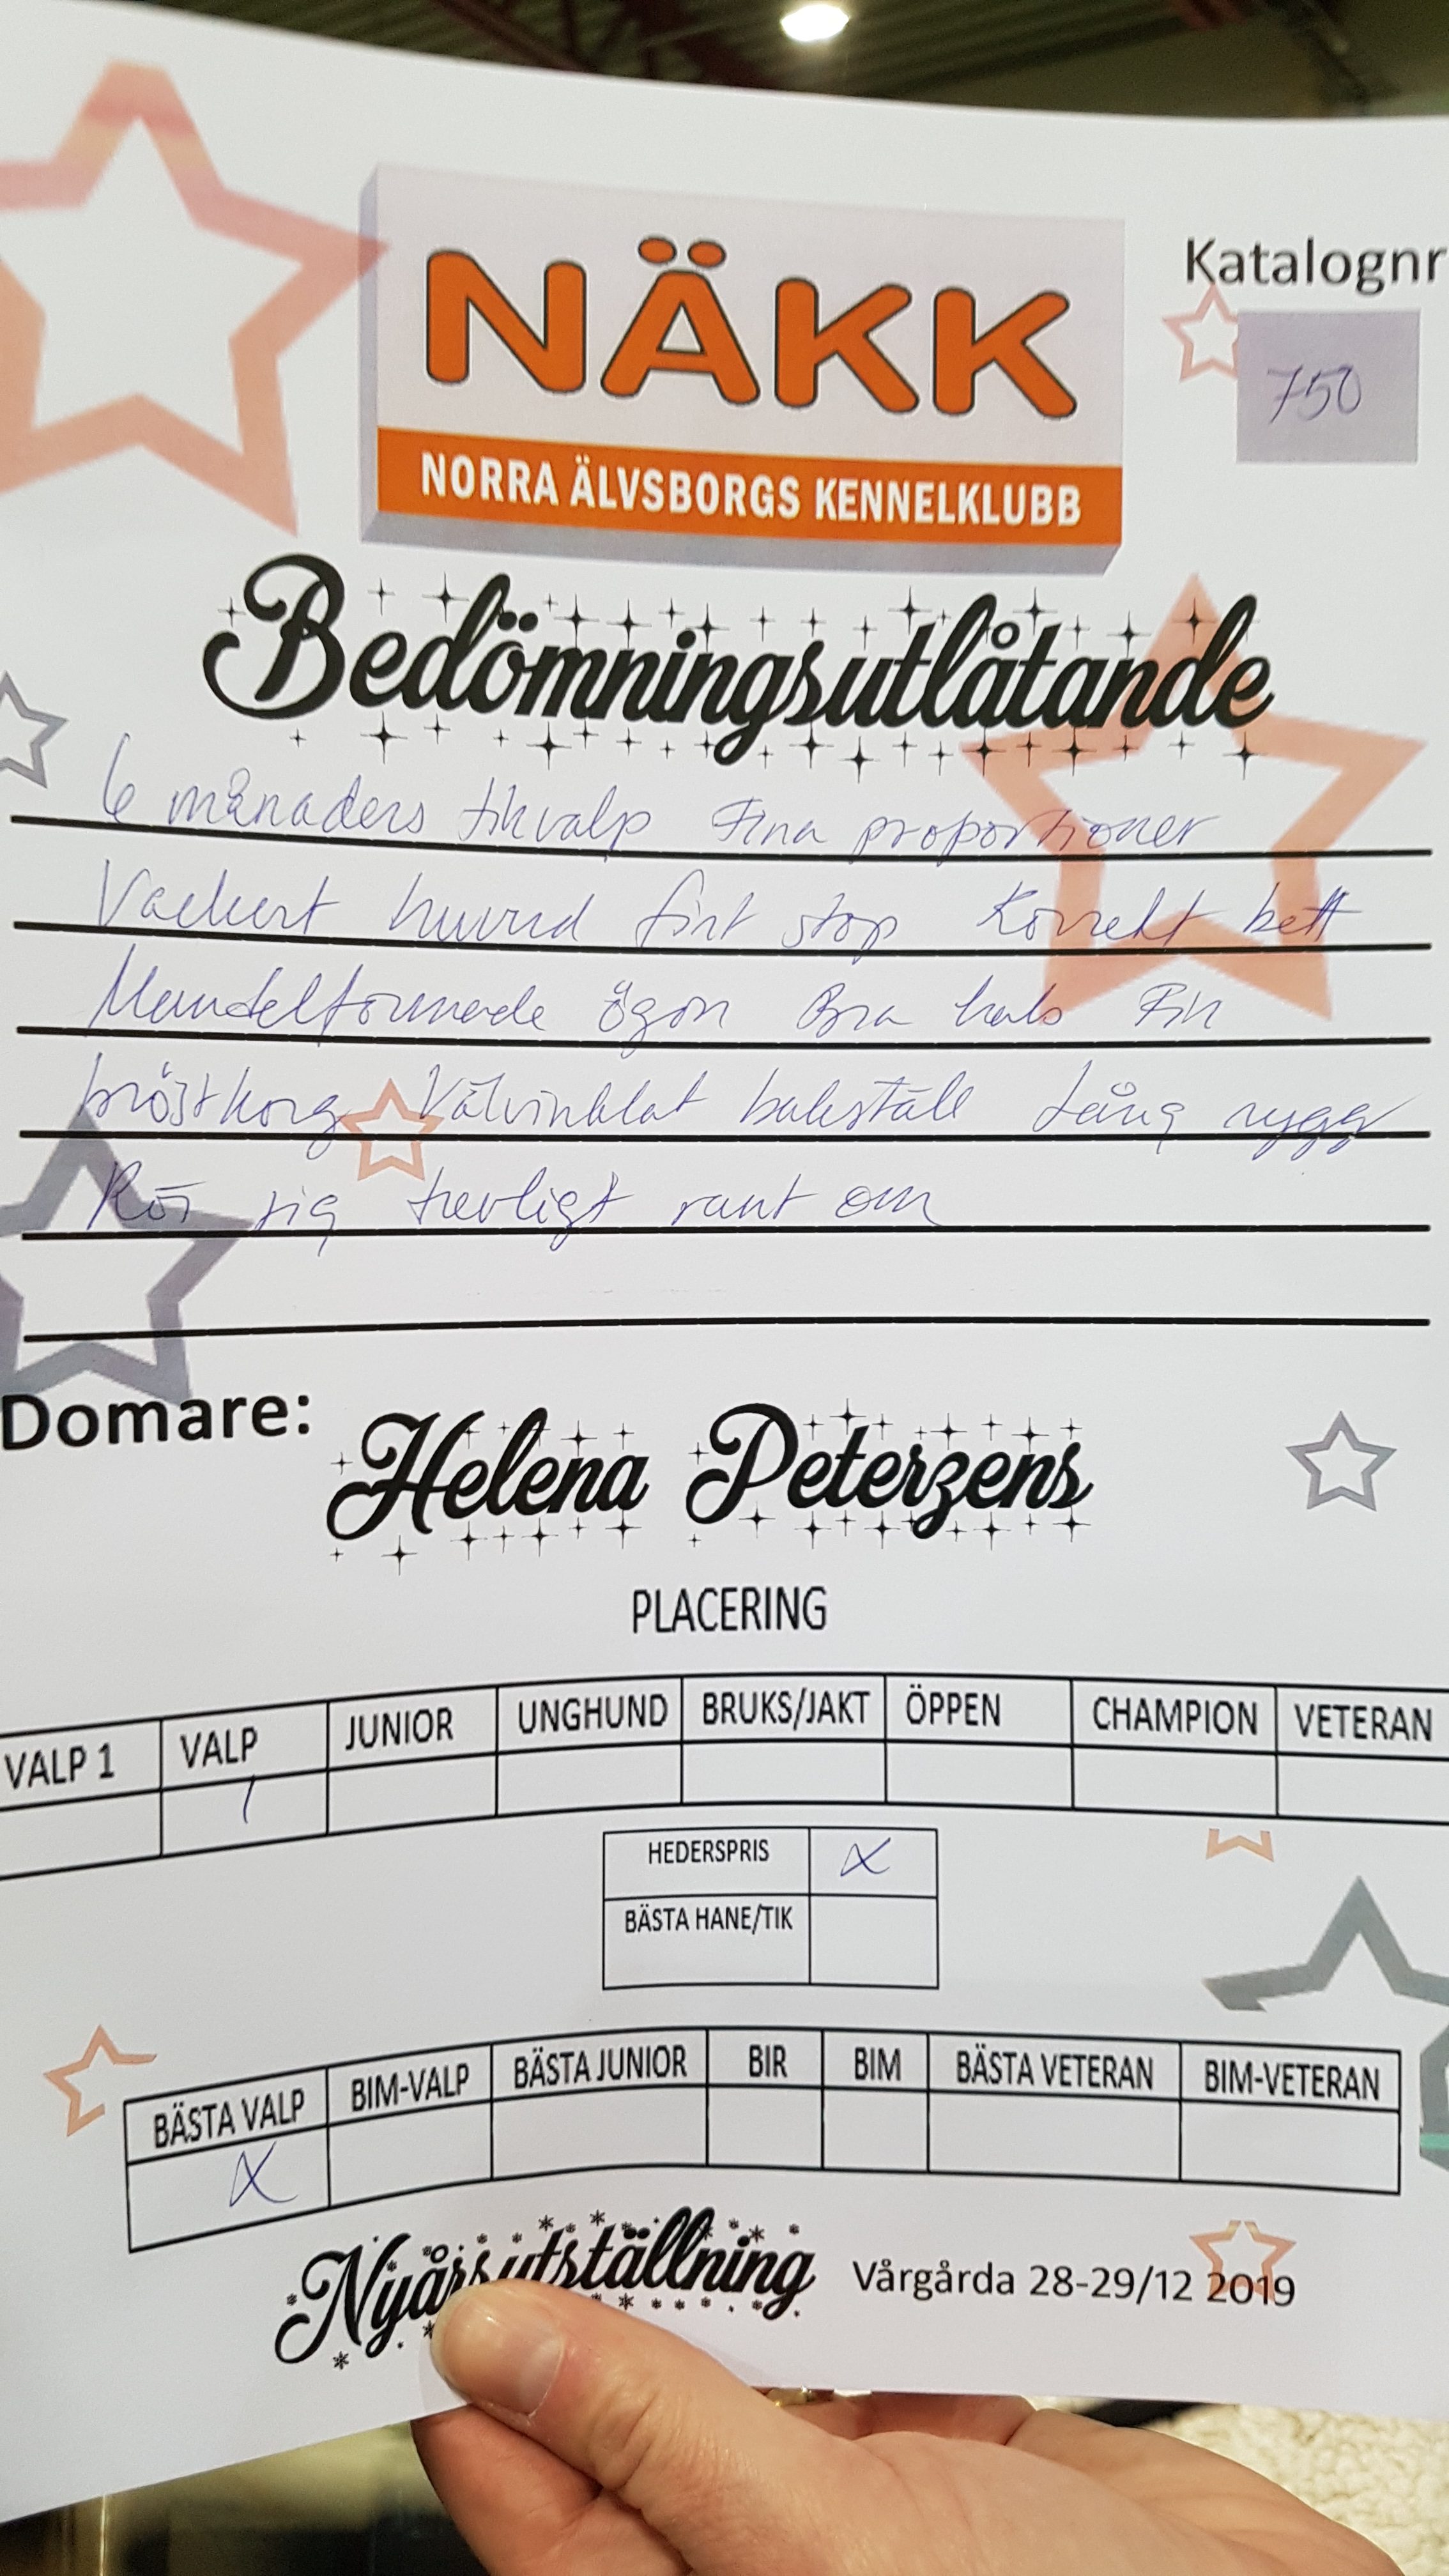 NÄKK
NORRA ÄLVSBORGS KENNELKLUBB
Katalognr
750
Bedömningsutlåtande
6 månaders tikvalp Fina proportioner
Vackert huvud fint stop Korrekt bett
Mandelformade ögon Bra hals Fin
bröstkorg Välvinklat bakställ Lång rygg
Rör sig trevligt runt om
Domare:
Helena Peterzens
PLACERING
VALP 1 VALP JUNIOR UNGHUND BRUKS/JAKT ÖPPEN CHAMPION VETERAN
1
HEDERSPRIS X
BÄSTA HANE/TIK
BÄSTA VALP BIM-VALP BÄSTA JUNIOR BIR BIM BÄSTA VETERAN BIM-VETERAN
X
Nyårsutställning Vårgårda 28-29/12 2019